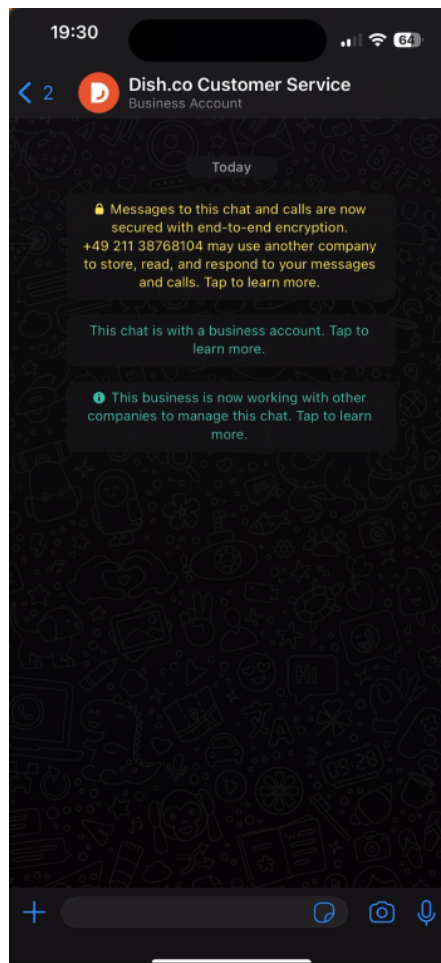 19:30
64
2
Dish.co Customer Service
Business Account
Today
Messages to this chat and calls are now
secured with end-to-end encryption.
+49 211 38768104 may use another company
to store, read, and respond to your messages
and calls. Tap to learn more.
This chat is with a business account. Tap to
learn more.
This business is now working with other
companies to manage this chat. Tap to learn
more.
Hi
09:28